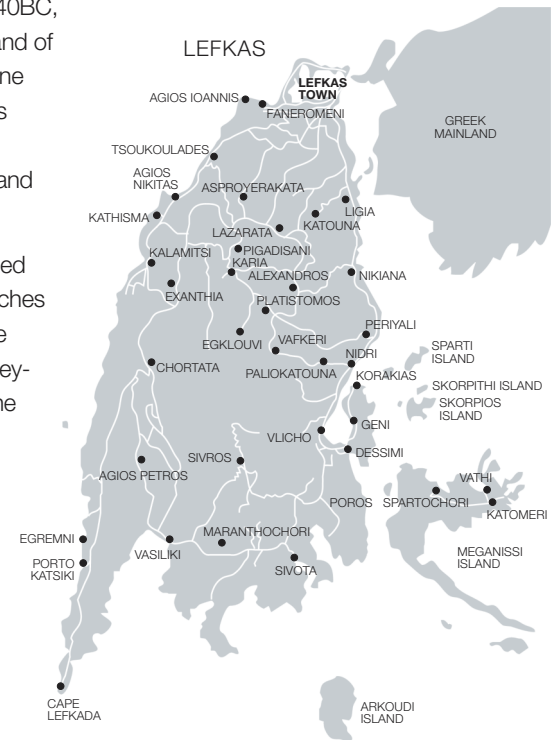 40BC,
and of
ne
s
and
ed
ches
e
ey-
ne
LEFKAS
LEFKAS
TOWN
AGIOS IOANNIS
FANEROMENI
GREEK
MAINLAND
TSOUKOULADES
AGIOS
NIKITAS
ASPROYERAKATA
KATHISMA
LIGIA
KATOUNA
LAZARATA
KALAMITSI
PIGADISANI
KARIA
ALEXANDROS
NIKIANA
EXANTHIA
PLATISTOMOS
PERIYALI
EGKLOUVI
VAFKERI
NIDRI
SPARTI
ISLAND
CHORTATA
PALIOKATOUNA
KORAKIAS
SKORPITHI ISLAND
SKORPIOS
ISLAND
GENI
VLICHO
DESSIMI
SIVROS
AGIOS PETROS
VATHI
POROS
SPARTOCHORI
KATOMERI
EGREMNI
MARANTHOCHORI
PORTO
KATSIKI
VASILIKI
SIVOTA
MEGANISSI
ISLAND
CAPE
LEFKADA
ARKOUDI
ISLAND